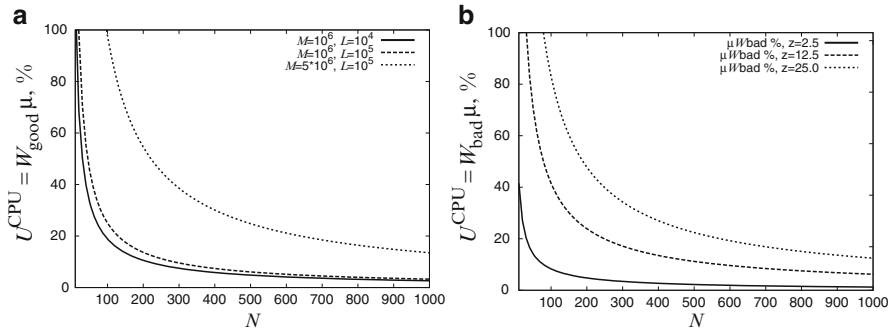 a
U^CPU = W_good μ, %
100
80
60
40
20
0
M=10^6, L=10^4
M=10^6, L=10^5
M=5*10^6, L=10^5
100 200 300 400 500 600 700 800 900 1000
N
b
U^CPU = W_bad μ, %
100
80
60
40
20
0
μWbad %, z=2.5
μWbad %, z=12.5
μWbad %, z=25.0
100 200 300 400 500 600 700 800 900 1000
N